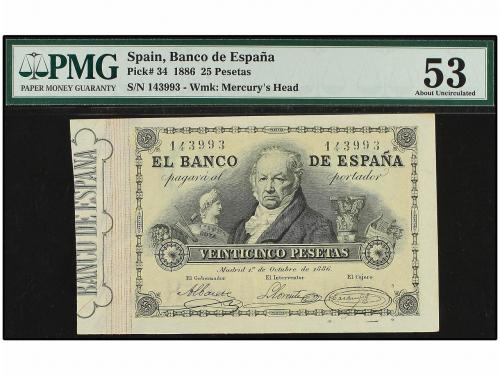 PMG
PAPER MONEY GUARANTY
Spain, Banco de España
Pick# 34 1886 25 Pesetas
S/N 143993 - Wmk: Mercury's Head
53
About Uncirculated
143993 143993
EL BANCO DE ESPAÑA
pagará al portador
VEINTICINCO PESETAS
Madrid 1º de Octubre de 1886.
El Gobernador El Interventor El Cajero
BANCO DE ESPAÑA